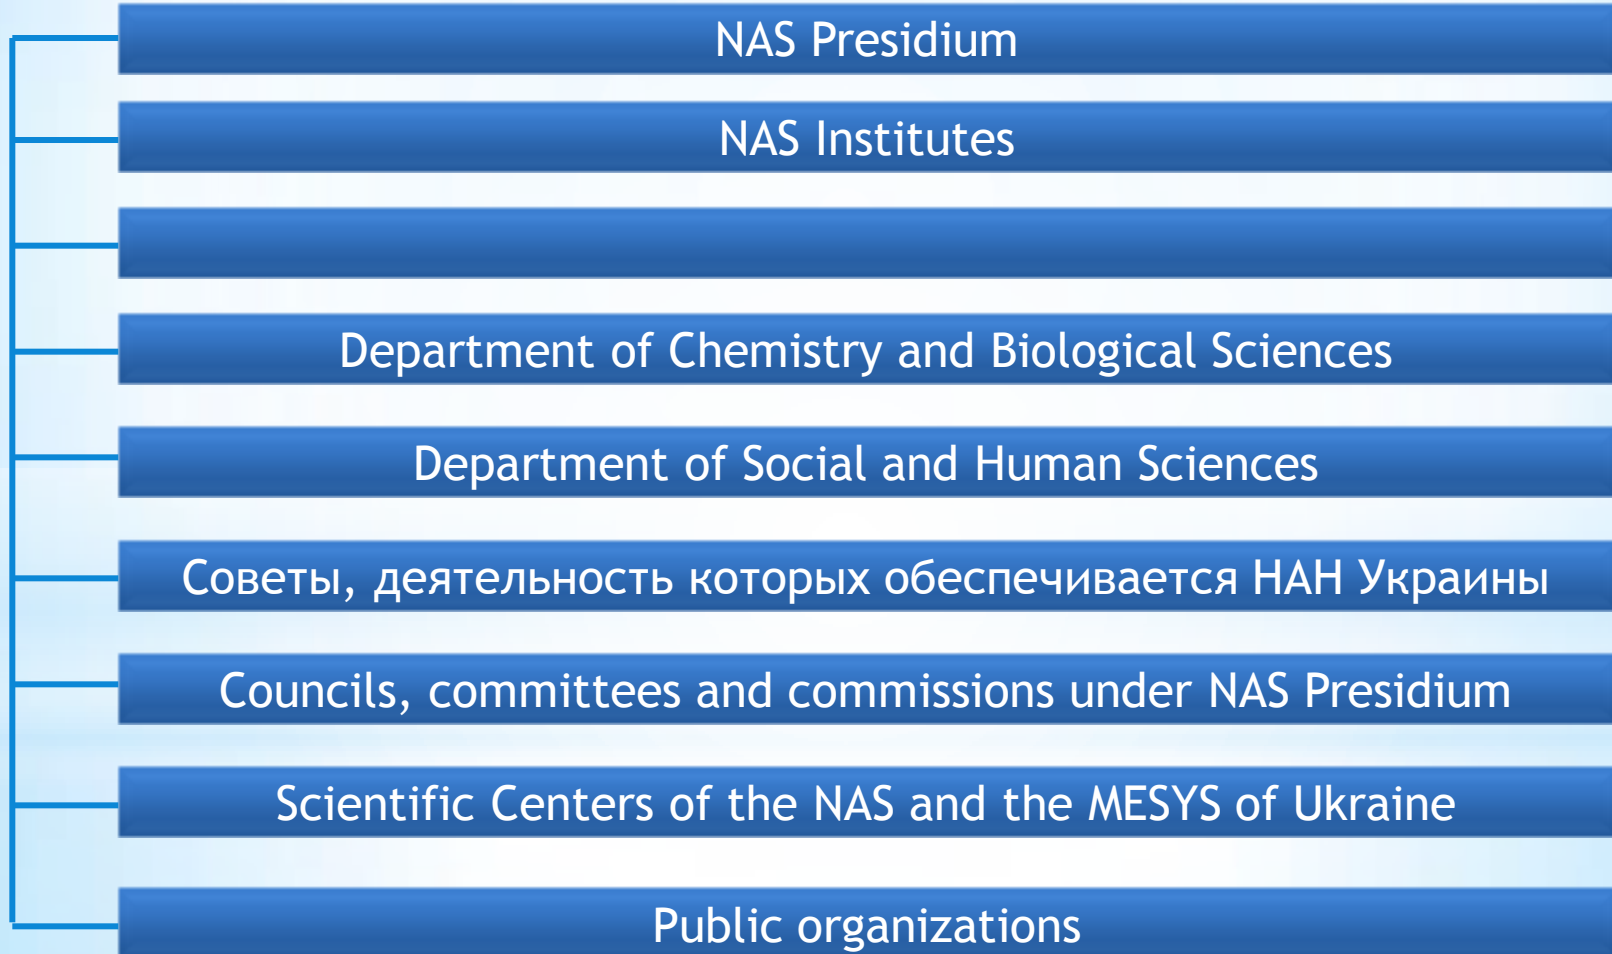 NAS Presidium
NAS Institutes
Department of Chemistry and Biological Sciences
Department of Social and Human Sciences
Советы, деятельность которых обеспечивается НАН Украины
Councils, committees and commissions under NAS Presidium
Scientific Centers of the NAS and the MESYS of Ukraine
Public organizations